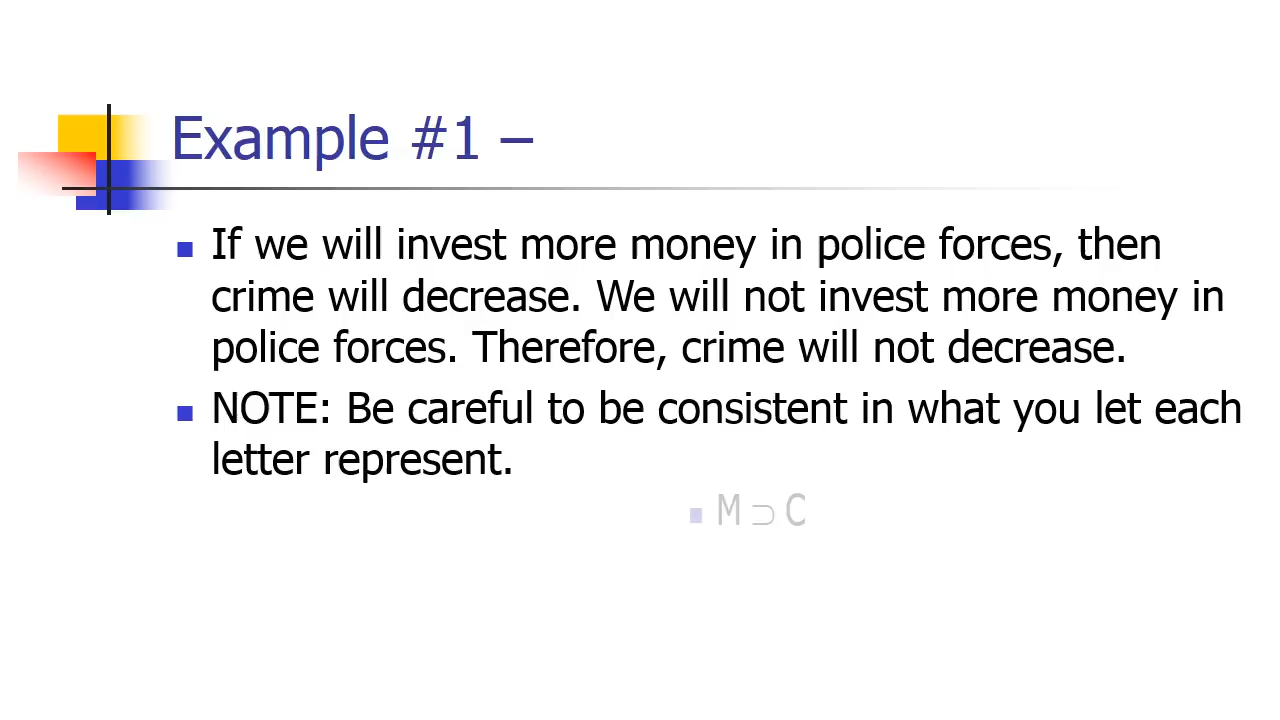 Example #1 –
If we will invest more money in police forces, then
crime will decrease. We will not invest more money in
police forces. Therefore, crime will not decrease.
NOTE: Be careful to be consistent in what you let each
letter represent.
M ⊃ C